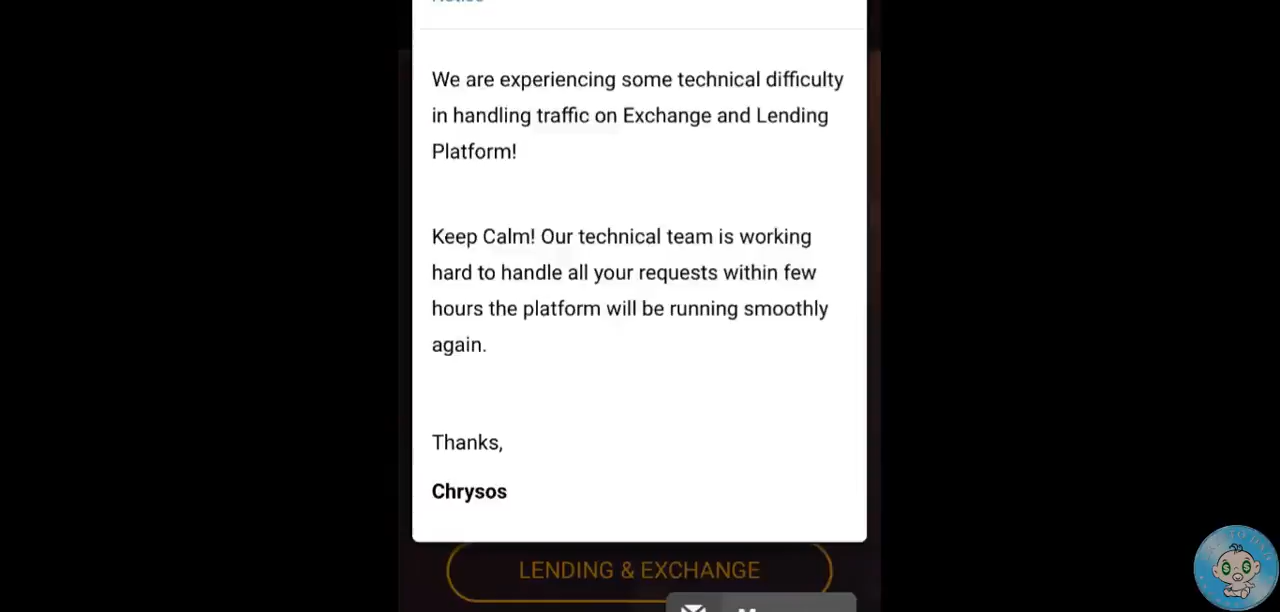 Notice
We are experiencing some technical difficulty
in handling traffic on Exchange and Lending
Platform!
Keep Calm! Our technical team is working
hard to handle all your requests within few
hours the platform will be running smoothly
again.
Thanks,
Chrysos
LENDING & EXCHANGE